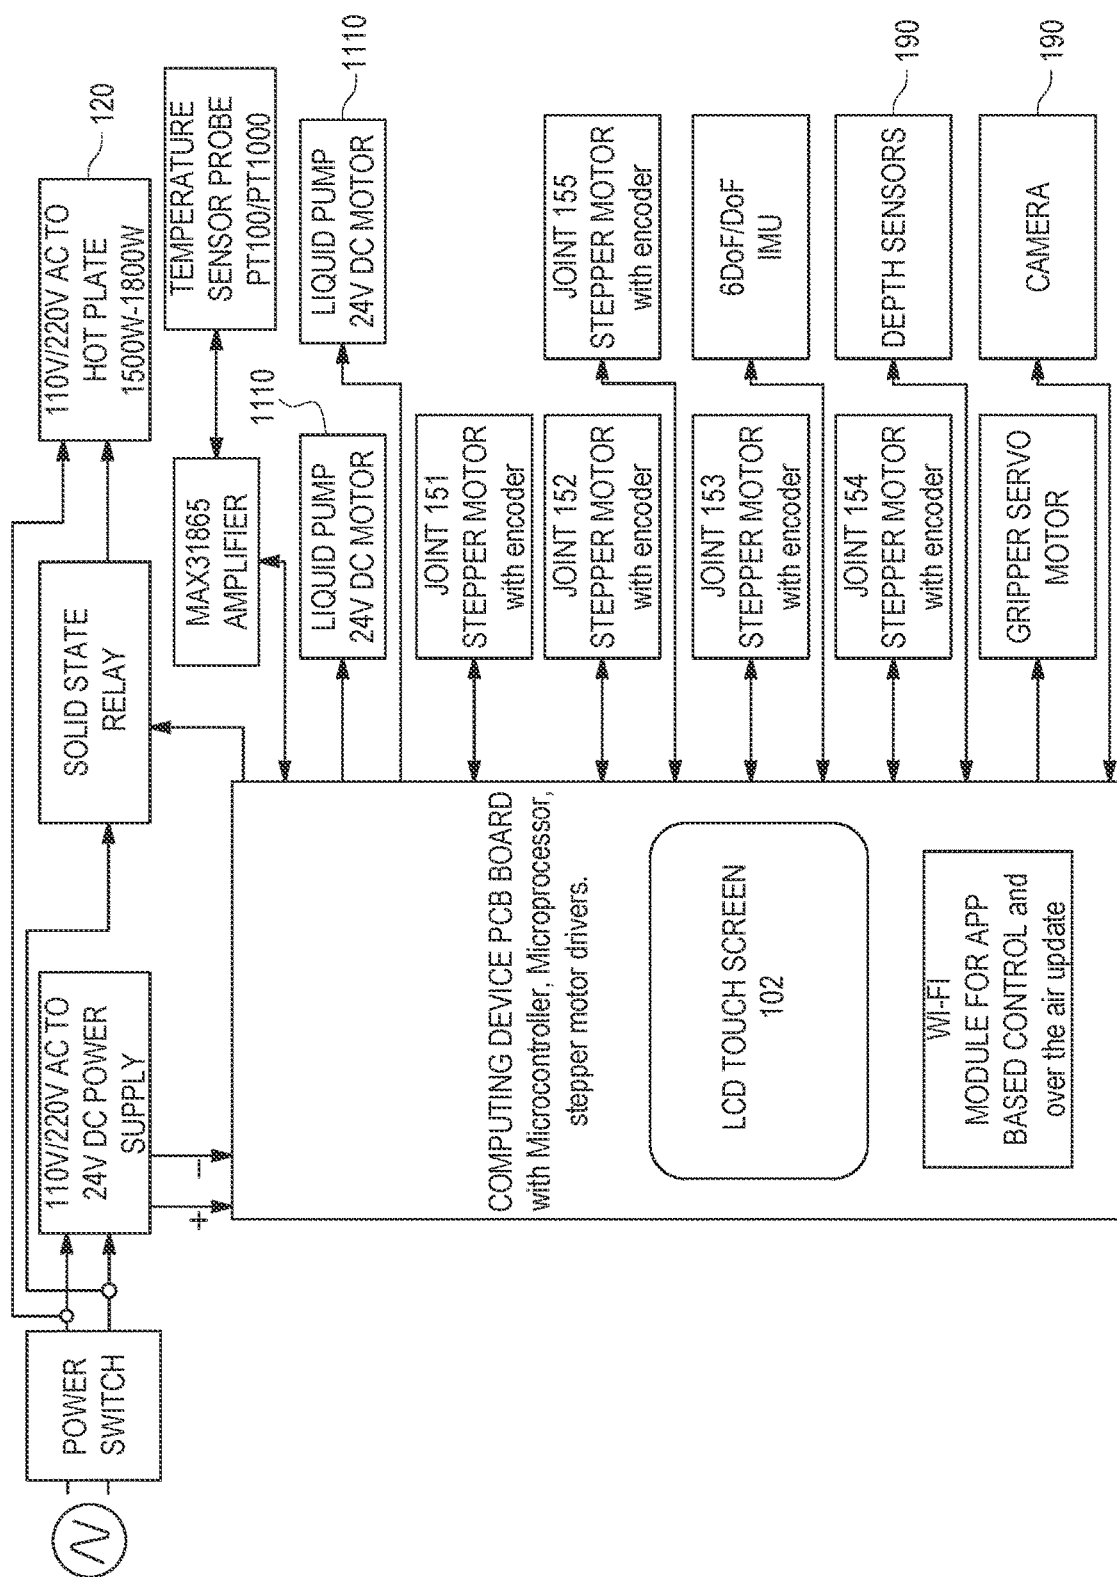 POWER
SWITCH
110V/220V AC TO
24V DC POWER
SUPPLY
+
−
SOLID STATE
RELAY
110V/220V AC TO
HOT PLATE
1500W-1800W
120
MAX31865
AMPLIFIER
TEMPERATURE
SENSOR PROBE
PT100/PT1000
LIQUID PUMP
24V DC MOTOR
1110
LIQUID PUMP
24V DC MOTOR
1110
COMPUTING DEVICE PCB BOARD
with Microcontroller, Microprocessor,
stepper motor drivers.
LCD TOUCH SCREEN
102
WI-FI
MODULE FOR APP
BASED CONTROL and
over the air update
JOINT 151
STEPPER MOTOR
with encoder
JOINT 152
STEPPER MOTOR
with encoder
JOINT 155
STEPPER MOTOR
with encoder
JOINT 153
STEPPER MOTOR
with encoder
6DoF/DoF
IMU
JOINT 154
STEPPER MOTOR
with encoder
DEPTH SENSORS
190
GRIPPER SERVO
MOTOR
CAMERA
190